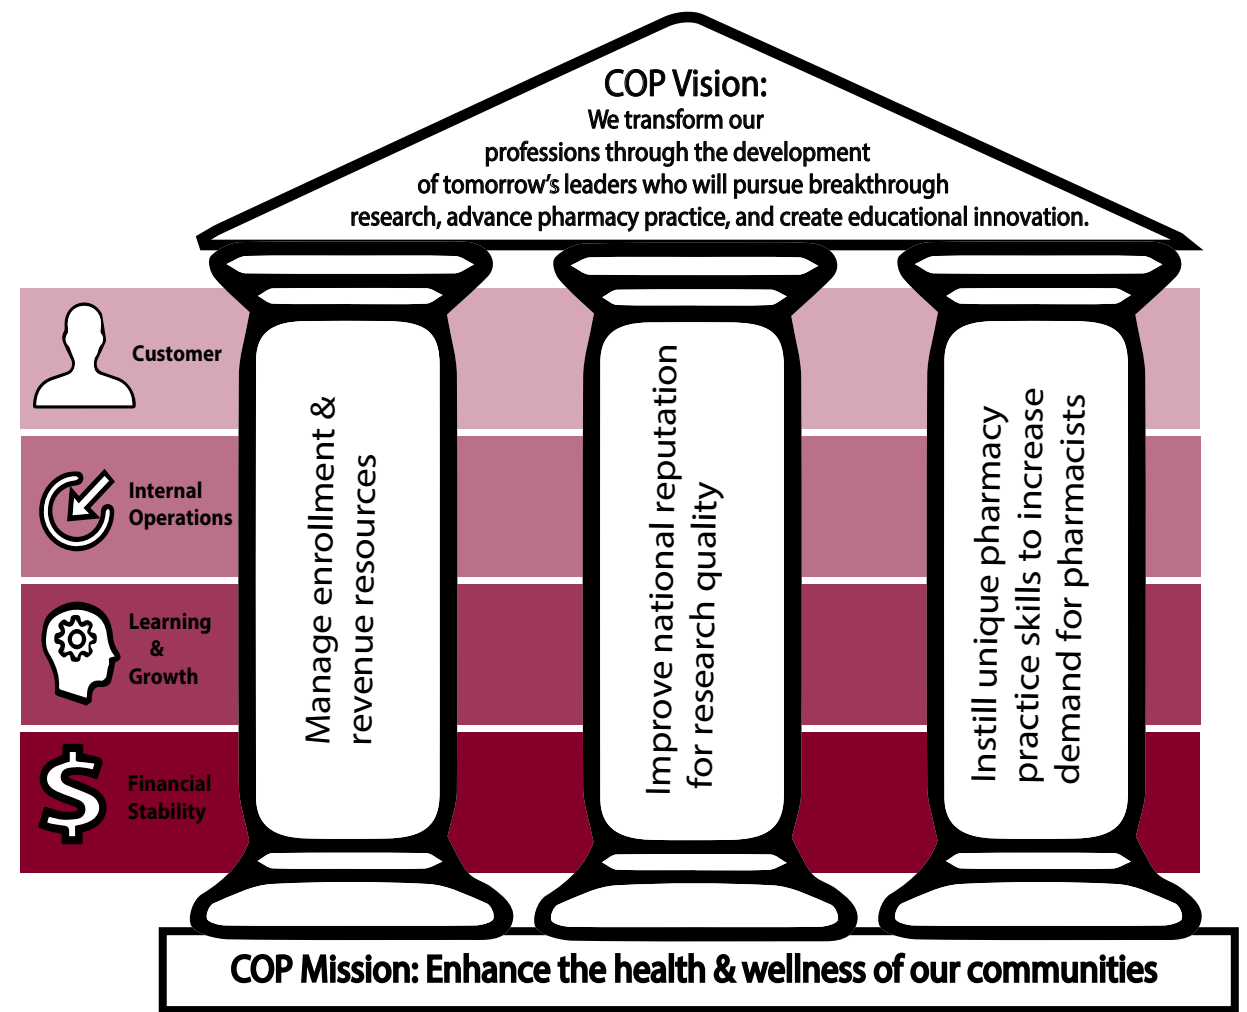 COP Vision:
We transform our
professions through the development
of tomorrow's leaders who will pursue breakthrough
research, advance pharmacy practice, and create educational innovation.
Customer
Internal
Operations
Learning
&
Growth
Financial
Stability
Manage enrollment &
revenue resources
Improve national reputation
for research quality
Instill unique pharmacy
practice skills to increase
demand for pharmacists
COP Mission: Enhance the health & wellness of our communities